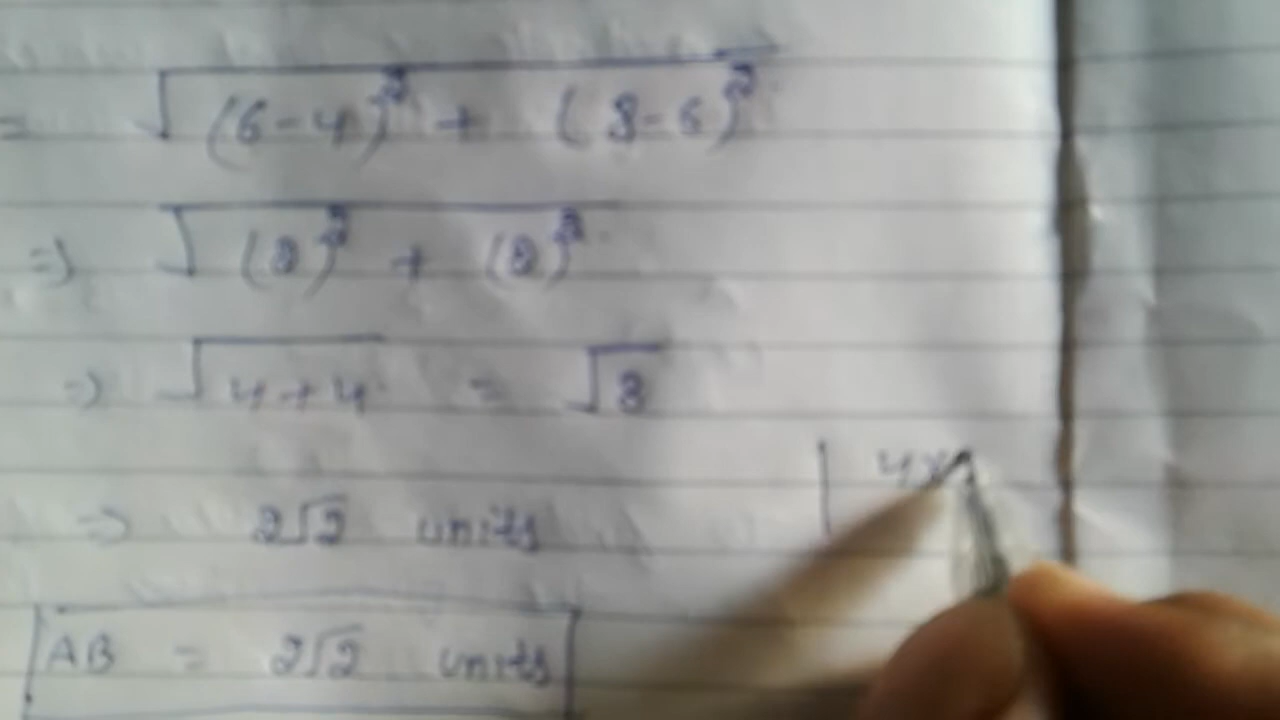 = √(6-4)² + (8-6)²
=> √(2)² + (2)²
=> √4+4 = √8
=> 2√2 units
4x
AB = 2√2 units